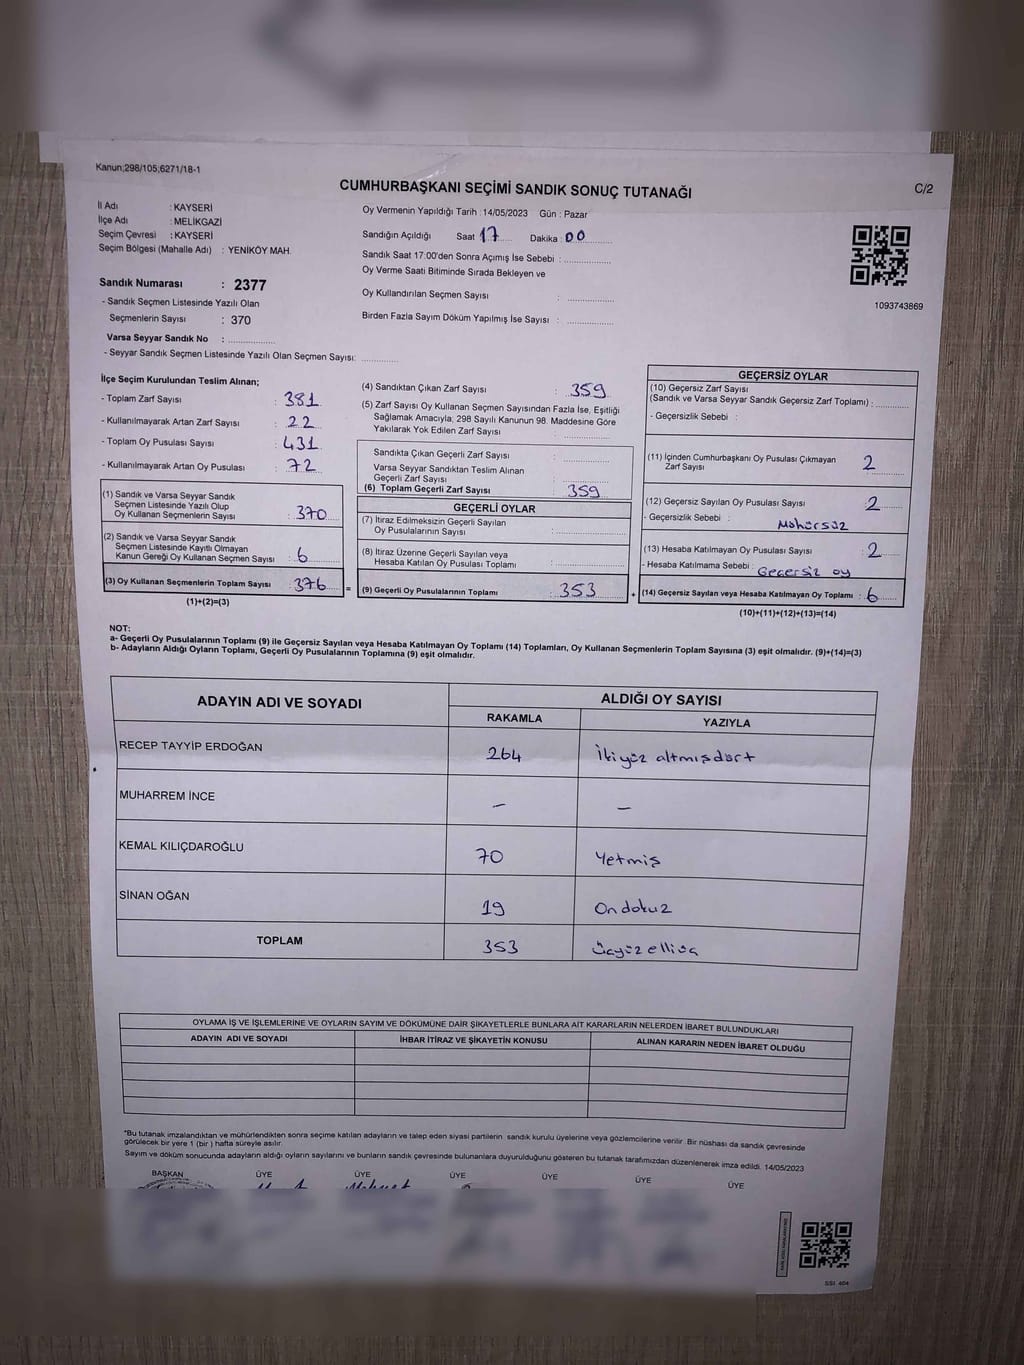 Kanun;298/105;6271/18-1
CUMHURBAŞKANI SEÇİMİ SANDIK SONUÇ TUTANAĞI
C/2
İl Adı : KAYSERİ
İlçe Adı : MELİKGAZİ
Seçim Çevresi : KAYSERİ
Seçim Bölgesi (Mahalle Adı) : YENİKÖY MAH.
Sandık Numarası : 2377
- Sandık Seçmen Listesinde Yazılı Olan
Seçmenlerin Sayısı : 370
Varsa Seyyar Sandık No :
- Seyyar Sandık Seçmen Listesinde Yazılı Olan Seçmen Sayısı:
Oy Vermenin Yapıldığı Tarih : 14/05/2023 Gün : Pazar
Sandığın Açıldığı Saat 17 Dakika : 00
Sandık Saat 17:00'den Sonra Açımış İse Sebebi :
Oy Verme Saati Bitiminde Sırada Bekleyen ve
Oy Kullandırılan Seçmen Sayısı :
Birden Fazla Sayım Döküm Yapılmış İse Sayısı :
1093743869
İlçe Seçim Kurulundan Teslim Alınan;
- Toplam Zarf Sayısı : 381
- Kullanılmayarak Artan Zarf Sayısı : 22
- Toplam Oy Pusulası Sayısı : 431
- Kullanılmayarak Artan Oy Pusulası : 72
(1) Sandık ve Varsa Seyyar Sandık
Seçmen Listesinde Yazılı Olup
Oy Kullanan Seçmenlerin Sayısı : 370
(2) Sandık ve Varsa Seyyar Sandık
Seçmen Listesinde Kayıtlı Olmayan
Kanun Gereği Oy Kullanan Seçmen Sayısı : 6
(3) Oy Kullanan Seçmenlerin Toplam Sayısı : 376
(1)+(2)=(3)
=
(4) Sandıktan Çıkan Zarf Sayısı : 359
(5) Zarf Sayısı Oy Kullanan Seçmen Sayısından Fazla İse, Eşitliği
Sağlamak Amacıyla, 298 Sayılı Kanunun 98. Maddesine Göre
Yakılarak Yok Edilen Zarf Sayısı :
Sandıkta Çıkan Geçerli Zarf Sayısı :
Varsa Seyyar Sandıktan Teslim Alınan
Geçerli Zarf Sayısı :
(6) Toplam Geçerli Zarf Sayısı 359
GEÇERLİ OYLAR
(7) İtiraz Edilmeksizin Geçerli Sayılan
Oy Pusulalarının Sayısı :
(8) İtiraz Üzerine Geçerli Sayılan veya
Hesaba Katılan Oy Pusulası Toplamı :
(9) Geçerli Oy Pusulalarının Toplamı : 353
+
GEÇERSİZ OYLAR
(10) Geçersiz Zarf Sayısı
(Sandık ve Varsa Seyyar Sandık Geçersiz Zarf Toplamı) :
- Geçersizlik Sebebi :
(11) İçinden Cumhurbaşkanı Oy Pusulası Çıkmayan
Zarf Sayısı 2
(12) Geçersiz Sayılan Oy Pusulası Sayısı : 2
- Geçersizlik Sebebi : Mühürsüz
(13) Hesaba Katılmayan Oy Pusulası Sayısı : 2
- Hesaba Katılmama Sebebi : Geçersiz oy
(14) Geçersiz Sayılan veya Hesaba Katılmayan Oy Toplamı : 6
(10)+(11)+(12)+(13)=(14)
NOT:
a- Geçerli Oy Pusulalarının Toplamı (9) ile Geçersiz Sayılan veya Hesaba Katılmayan Oy Toplamı (14) Toplamları, Oy Kullanan Seçmenlerin Toplam Sayısına (3) eşit olmalıdır. (9)+(14)=(3)
b- Adayların Aldığı Oyların Toplamı, Geçerli Oy Pusulalarının Toplamına (9) eşit olmalıdır.
ADAYIN ADI VE SOYADI ALDIĞI OY SAYISI
RAKAMLA YAZIYLA
RECEP TAYYİP ERDOĞAN 264 İkiyüz altmışdört
MUHARREM İNCE - -
KEMAL KILIÇDAROĞLU 70 Yetmiş
SİNAN OĞAN 19 Ondokuz
TOPLAM 353 Üçyüz elliüç
OYLAMA İŞ VE İŞLEMLERİNE VE OYLARIN SAYIM VE DÖKÜMÜNE DAİR ŞİKAYETLERLE BUNLARA AİT KARARLARIN NELERDEN İBARET BULUNDUKLARI
ADAYIN ADI VE SOYADI İHBAR İTİRAZ VE ŞİKAYETİN KONUSU ALINAN KARARIN NEDEN İBARET OLDUĞU
*Bu tutanak imzalandıktan ve mühürlendikten sonra seçime katılan adayların ve talep eden siyasi partilerin sandık kurulu üyelerine veya gözlemcilerine verilir. Bir nüshası da sandık çevresinde
görülecek bir yere 1 (bir) hafta süreyle asılır.
Sayım ve döküm sonucunda adayların aldığı oyların sayılarını ve bunların sandık çevresinde bulunanlara duyurulduğunu gösteren bu tutanak tarafımızdan düzenlenerek imza edildi. 14/05/2023
BAŞKAN ÜYE ÜYE ÜYE ÜYE ÜYE ÜYE
SSI: 404